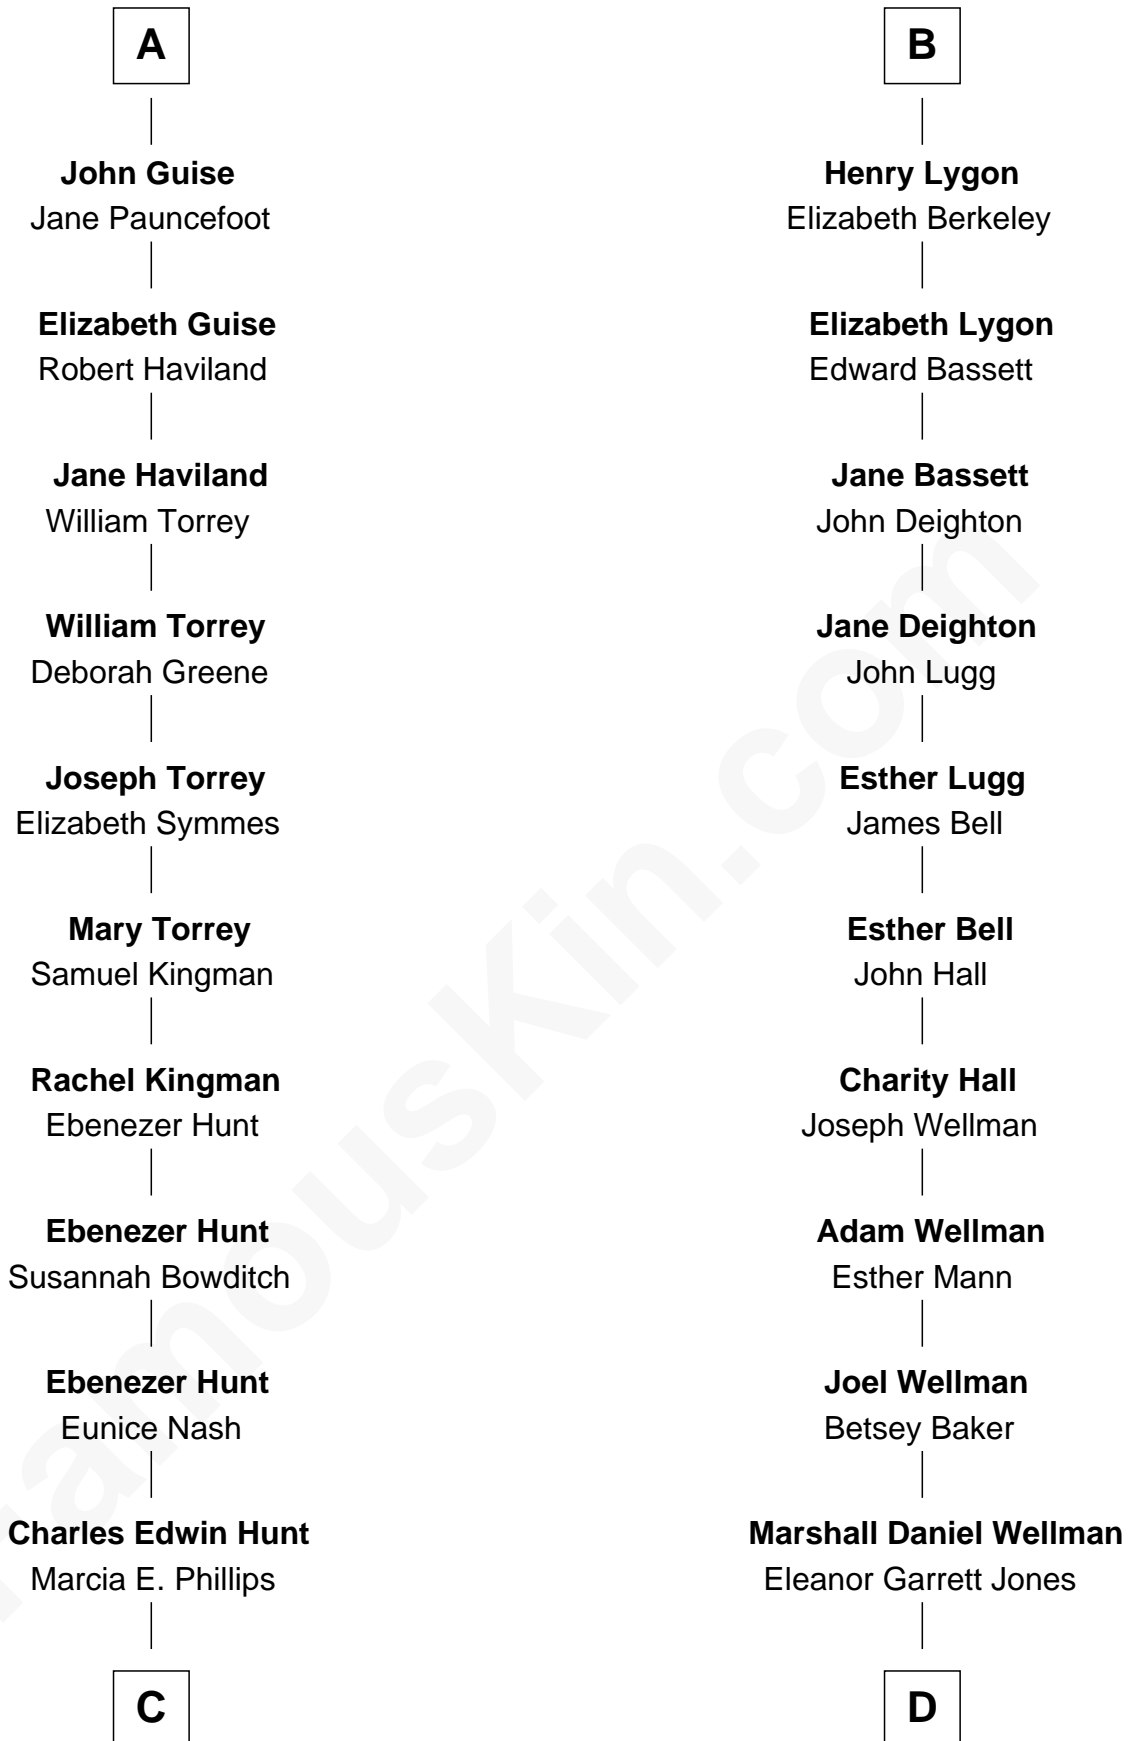 A
John Guise
Jane Pauncefoot
Elizabeth Guise
Robert Haviland
Jane Haviland
William Torrey
William Torrey
Deborah Greene
Joseph Torrey
Elizabeth Symmes
Mary Torrey
Samuel Kingman
Rachel Kingman
Ebenezer Hunt
Ebenezer Hunt
Susannah Bowditch
Ebenezer Hunt
Eunice Nash
Charles Edwin Hunt
Marcia E. Phillips
C
B
Henry Lygon
Elizabeth Berkeley
Elizabeth Lygon
Edward Bassett
Jane Bassett
John Deighton
Jane Deighton
John Lugg
Esther Lugg
James Bell
Esther Bell
John Hall
Charity Hall
Joseph Wellman
Adam Wellman
Esther Mann
Joel Wellman
Betsey Baker
Marshall Daniel Wellman
Eleanor Garrett Jones
D
FamousKin.com